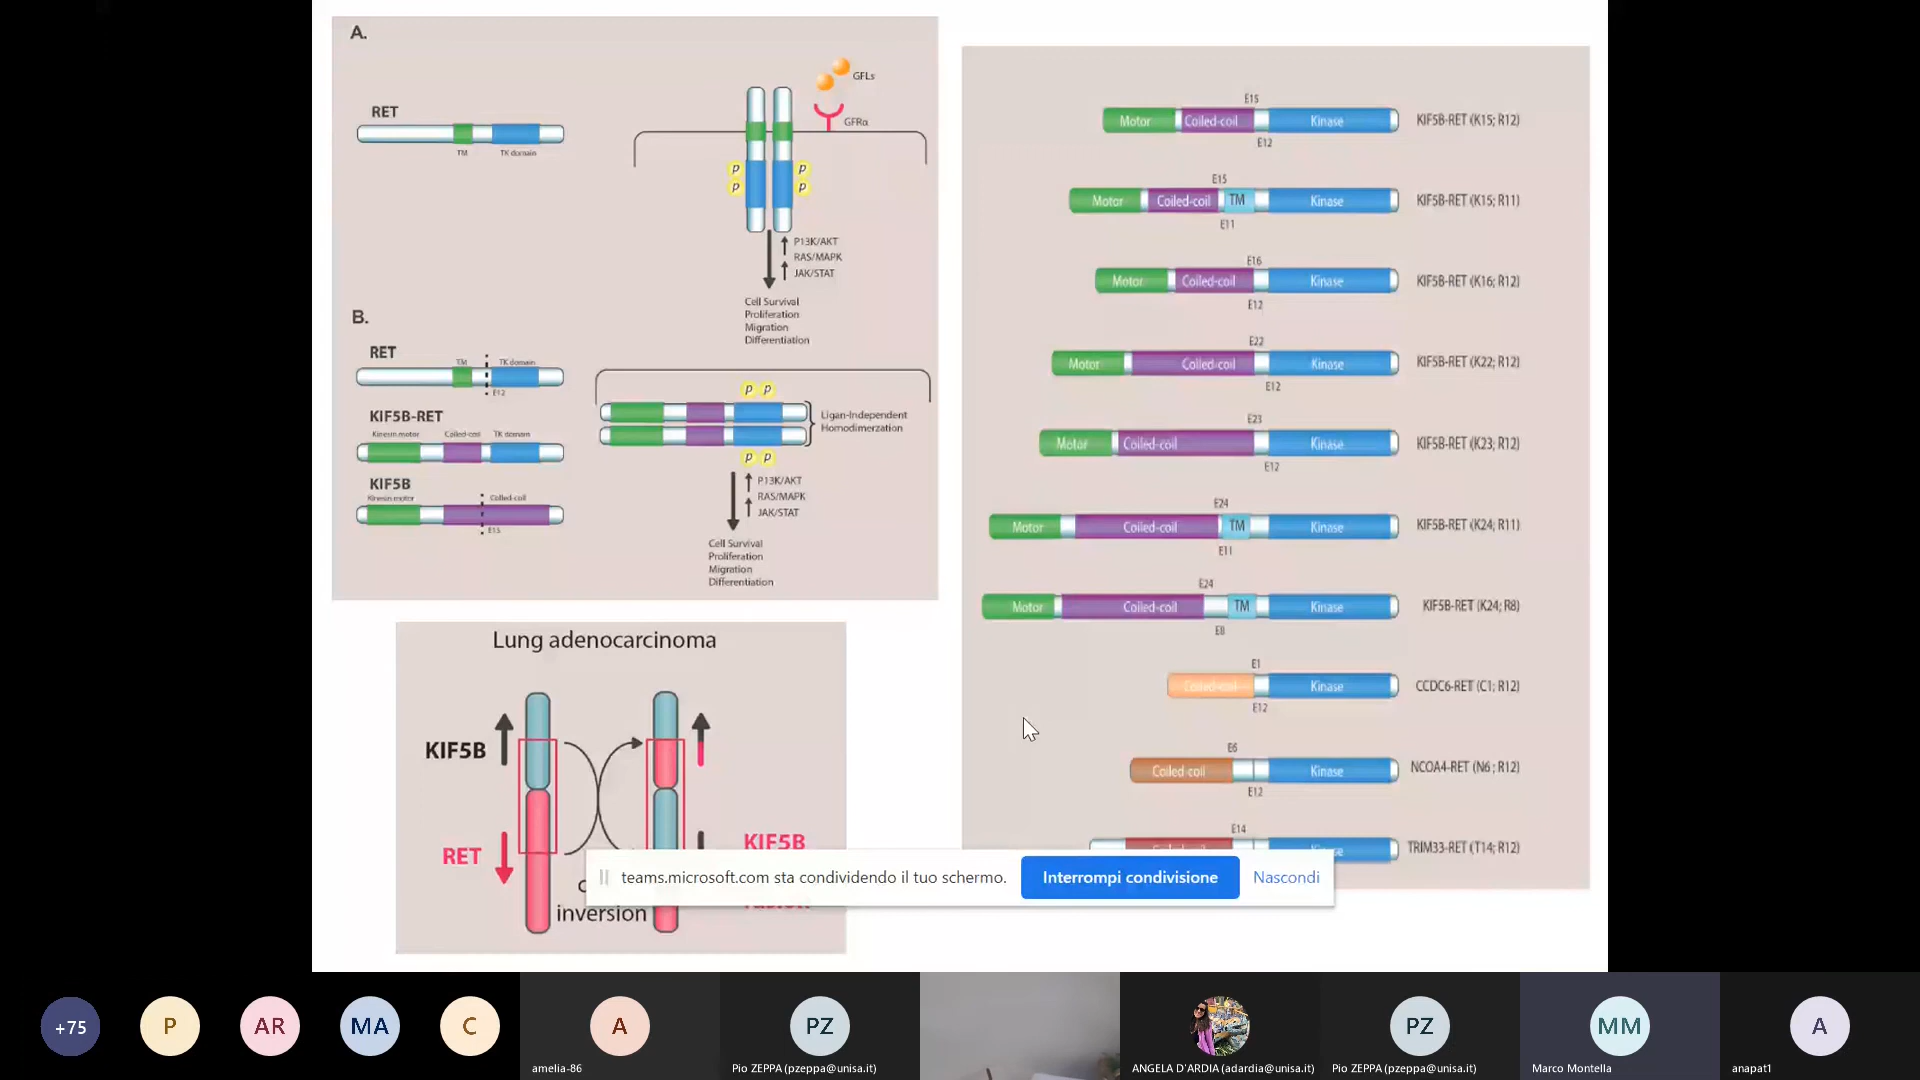 A.
RET
TM
TK domain
GFLs
GFRα
P
P
P
P
P13K/AKT
RAS/MAPK
JAK/STAT
Cell Survival
Proliferation
Migration
Differentiation
B.
RET
TM
TK domain
E12
KIF5B-RET
Kinesin motor
Coiled-coil
TK domain
KIF5B
Kinesin motor
Coiled-coil
E15
P P
Ligan-Independent
Homodimerzation
P P
P13K/AKT
RAS/MAPK
JAK/STAT
Cell Survival
Proliferation
Migration
Differentiation
Lung adenocarcinoma
KIF5B
RET
KIF5B
inversion
E15
Motor Coiled-coil Kinase KIF5B-RET (K15; R12)
E12
E15
Motor Coiled-coil TM Kinase KIF5B-RET (K15; R11)
E11
E16
Motor Coiled-coil Kinase KIF5B-RET (K16; R12)
E12
E22
Motor Coiled-coil Kinase KIF5B-RET (K22; R12)
E12
E23
Motor Coiled-coil Kinase KIF5B-RET (K23; R12)
E12
E24
Motor Coiled-coil TM Kinase KIF5B-RET (K24; R11)
E11
E24
Motor Coiled-coil TM Kinase KIF5B-RET (K24; R8)
E8
E1
Coiled-coil Kinase CCDC6-RET (C1; R12)
E12
E6
Coiled-coil Kinase NCOA4-RET (N6 ; R12)
E12
E14
TRIM33-RET (T14; R12)
teams.microsoft.com sta condividendo il tuo schermo.
Interrompi condivisione
Nascondi
+75
P
AR
MA
C
A
amelia-86
PZ
Pio ZEPPA (pzeppa@unisa.it)
ANGELA D'ARDIA (adardia@unisa.it)
PZ
Pio ZEPPA (pzeppa@unisa.it)
MM
Marco Montella
A
anapat1